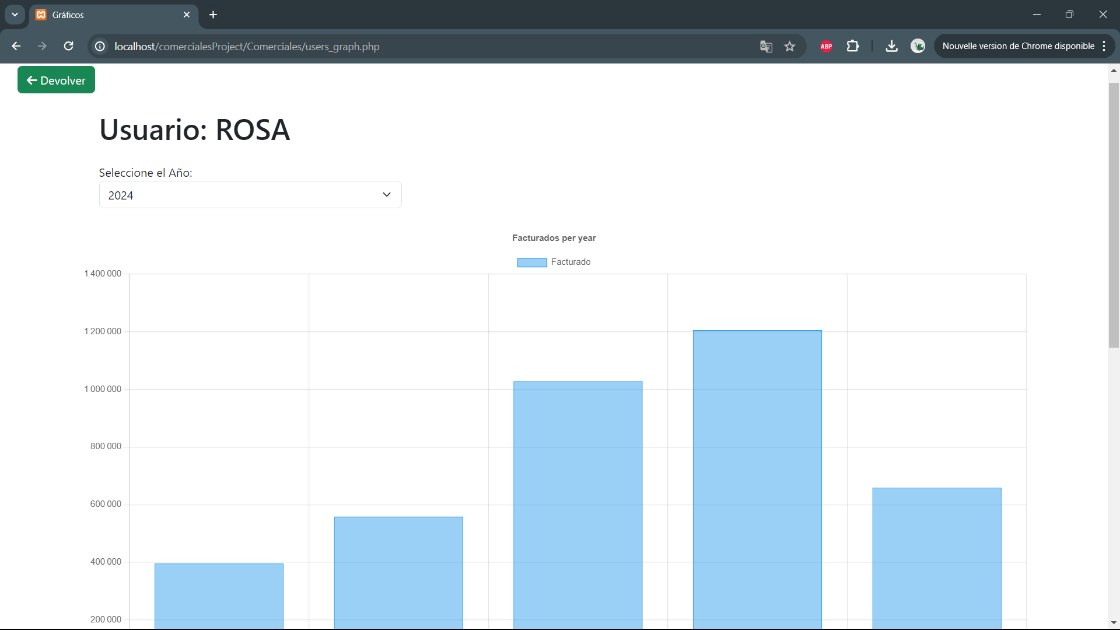 Gráficos
localhost/comercialesProject/Comerciales/users_graph.php
ABP
Nouvelle version de Chrome disponible
Devolver
Usuario: ROSA
Seleccione el Año:
2024
Facturados per year
Facturado
1 400 000
1 200 000
1 000 000
800 000
600 000
400 000
200 000